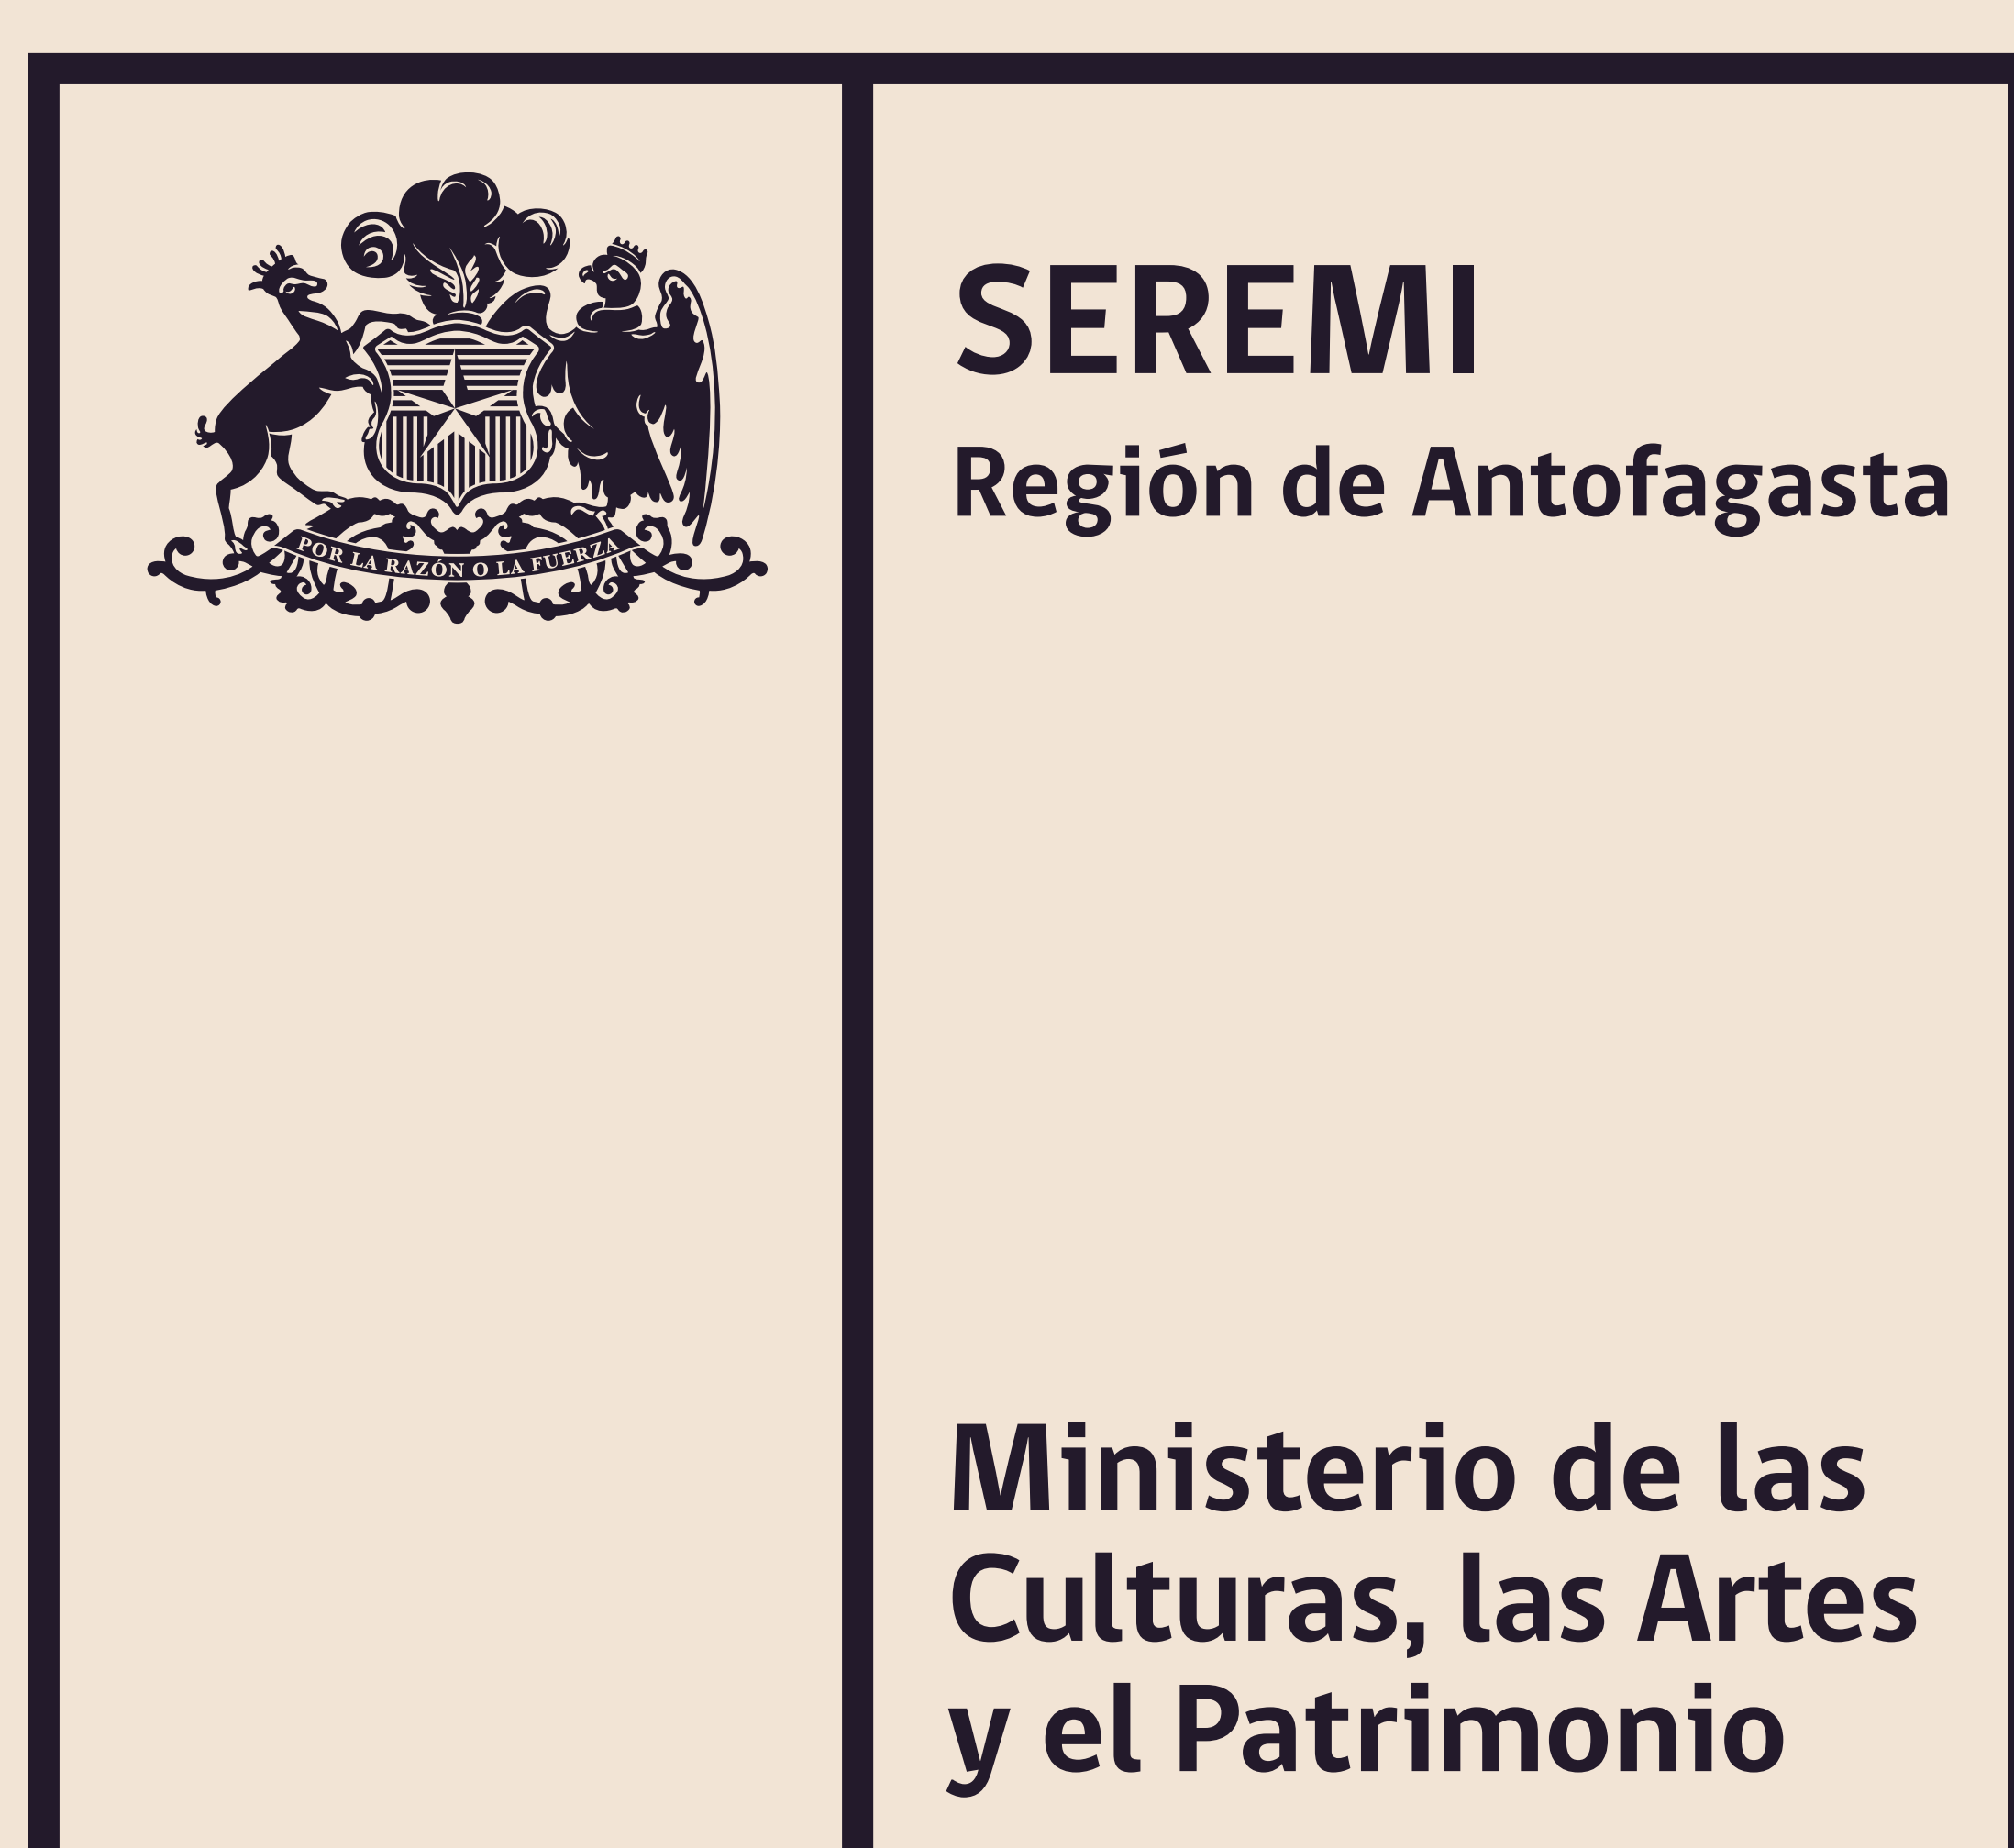 POR LA RAZÓN O LA FUERZA
SEREMI
Región de Antofagasta
Ministerio de las
Culturas, las Artes
y el Patrimonio